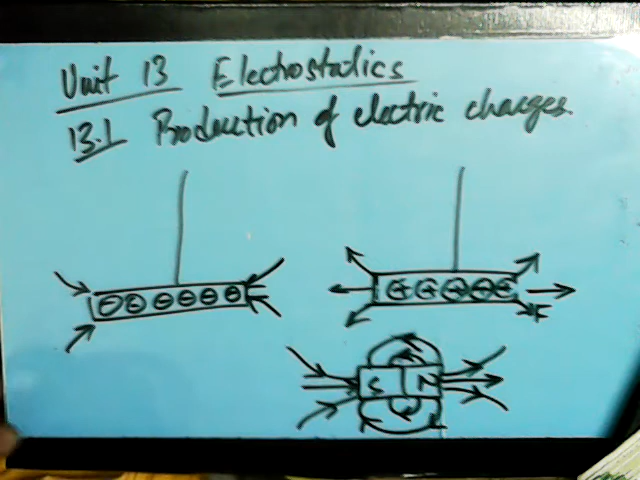 Unit 13 Electrostatics
13.1 Production of electric charges
S N